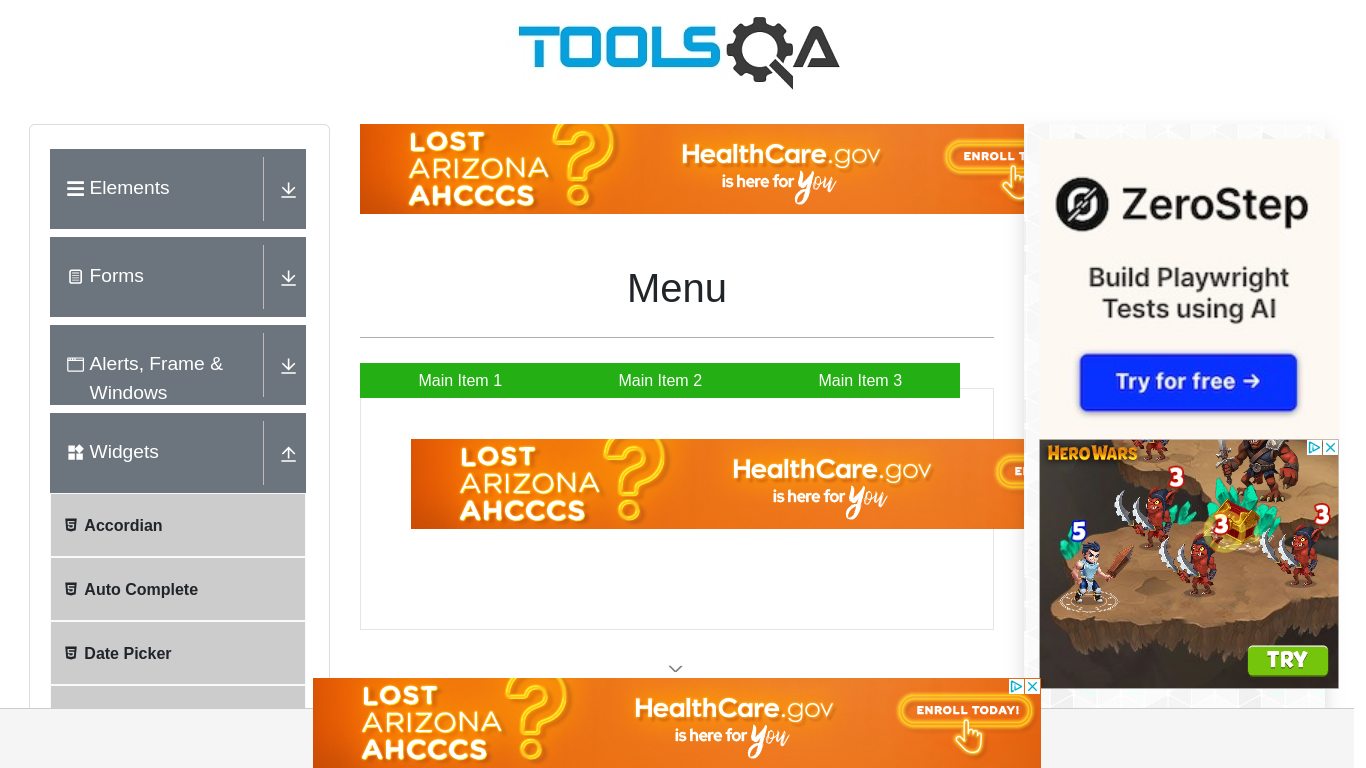 TOOLSQA
Elements
Forms
Alerts, Frame &
Windows
Widgets
Accordian
Auto Complete
Date Picker
LOST
ARIZONA
AHCCCS
?
HealthCare.gov
is here for you
ENROLL T
Menu
Main Item 1
Main Item 2
Main Item 3
LOST
ARIZONA
AHCCCS
?
HealthCare.gov
is here for you
LOST
ARIZONA
AHCCCS
?
HealthCare.gov
is here for you
ENROLL TODAY!
ZeroStep
Build Playwright
Tests using AI
Try for free →
HERO WARS
3
3
3
5
TRY